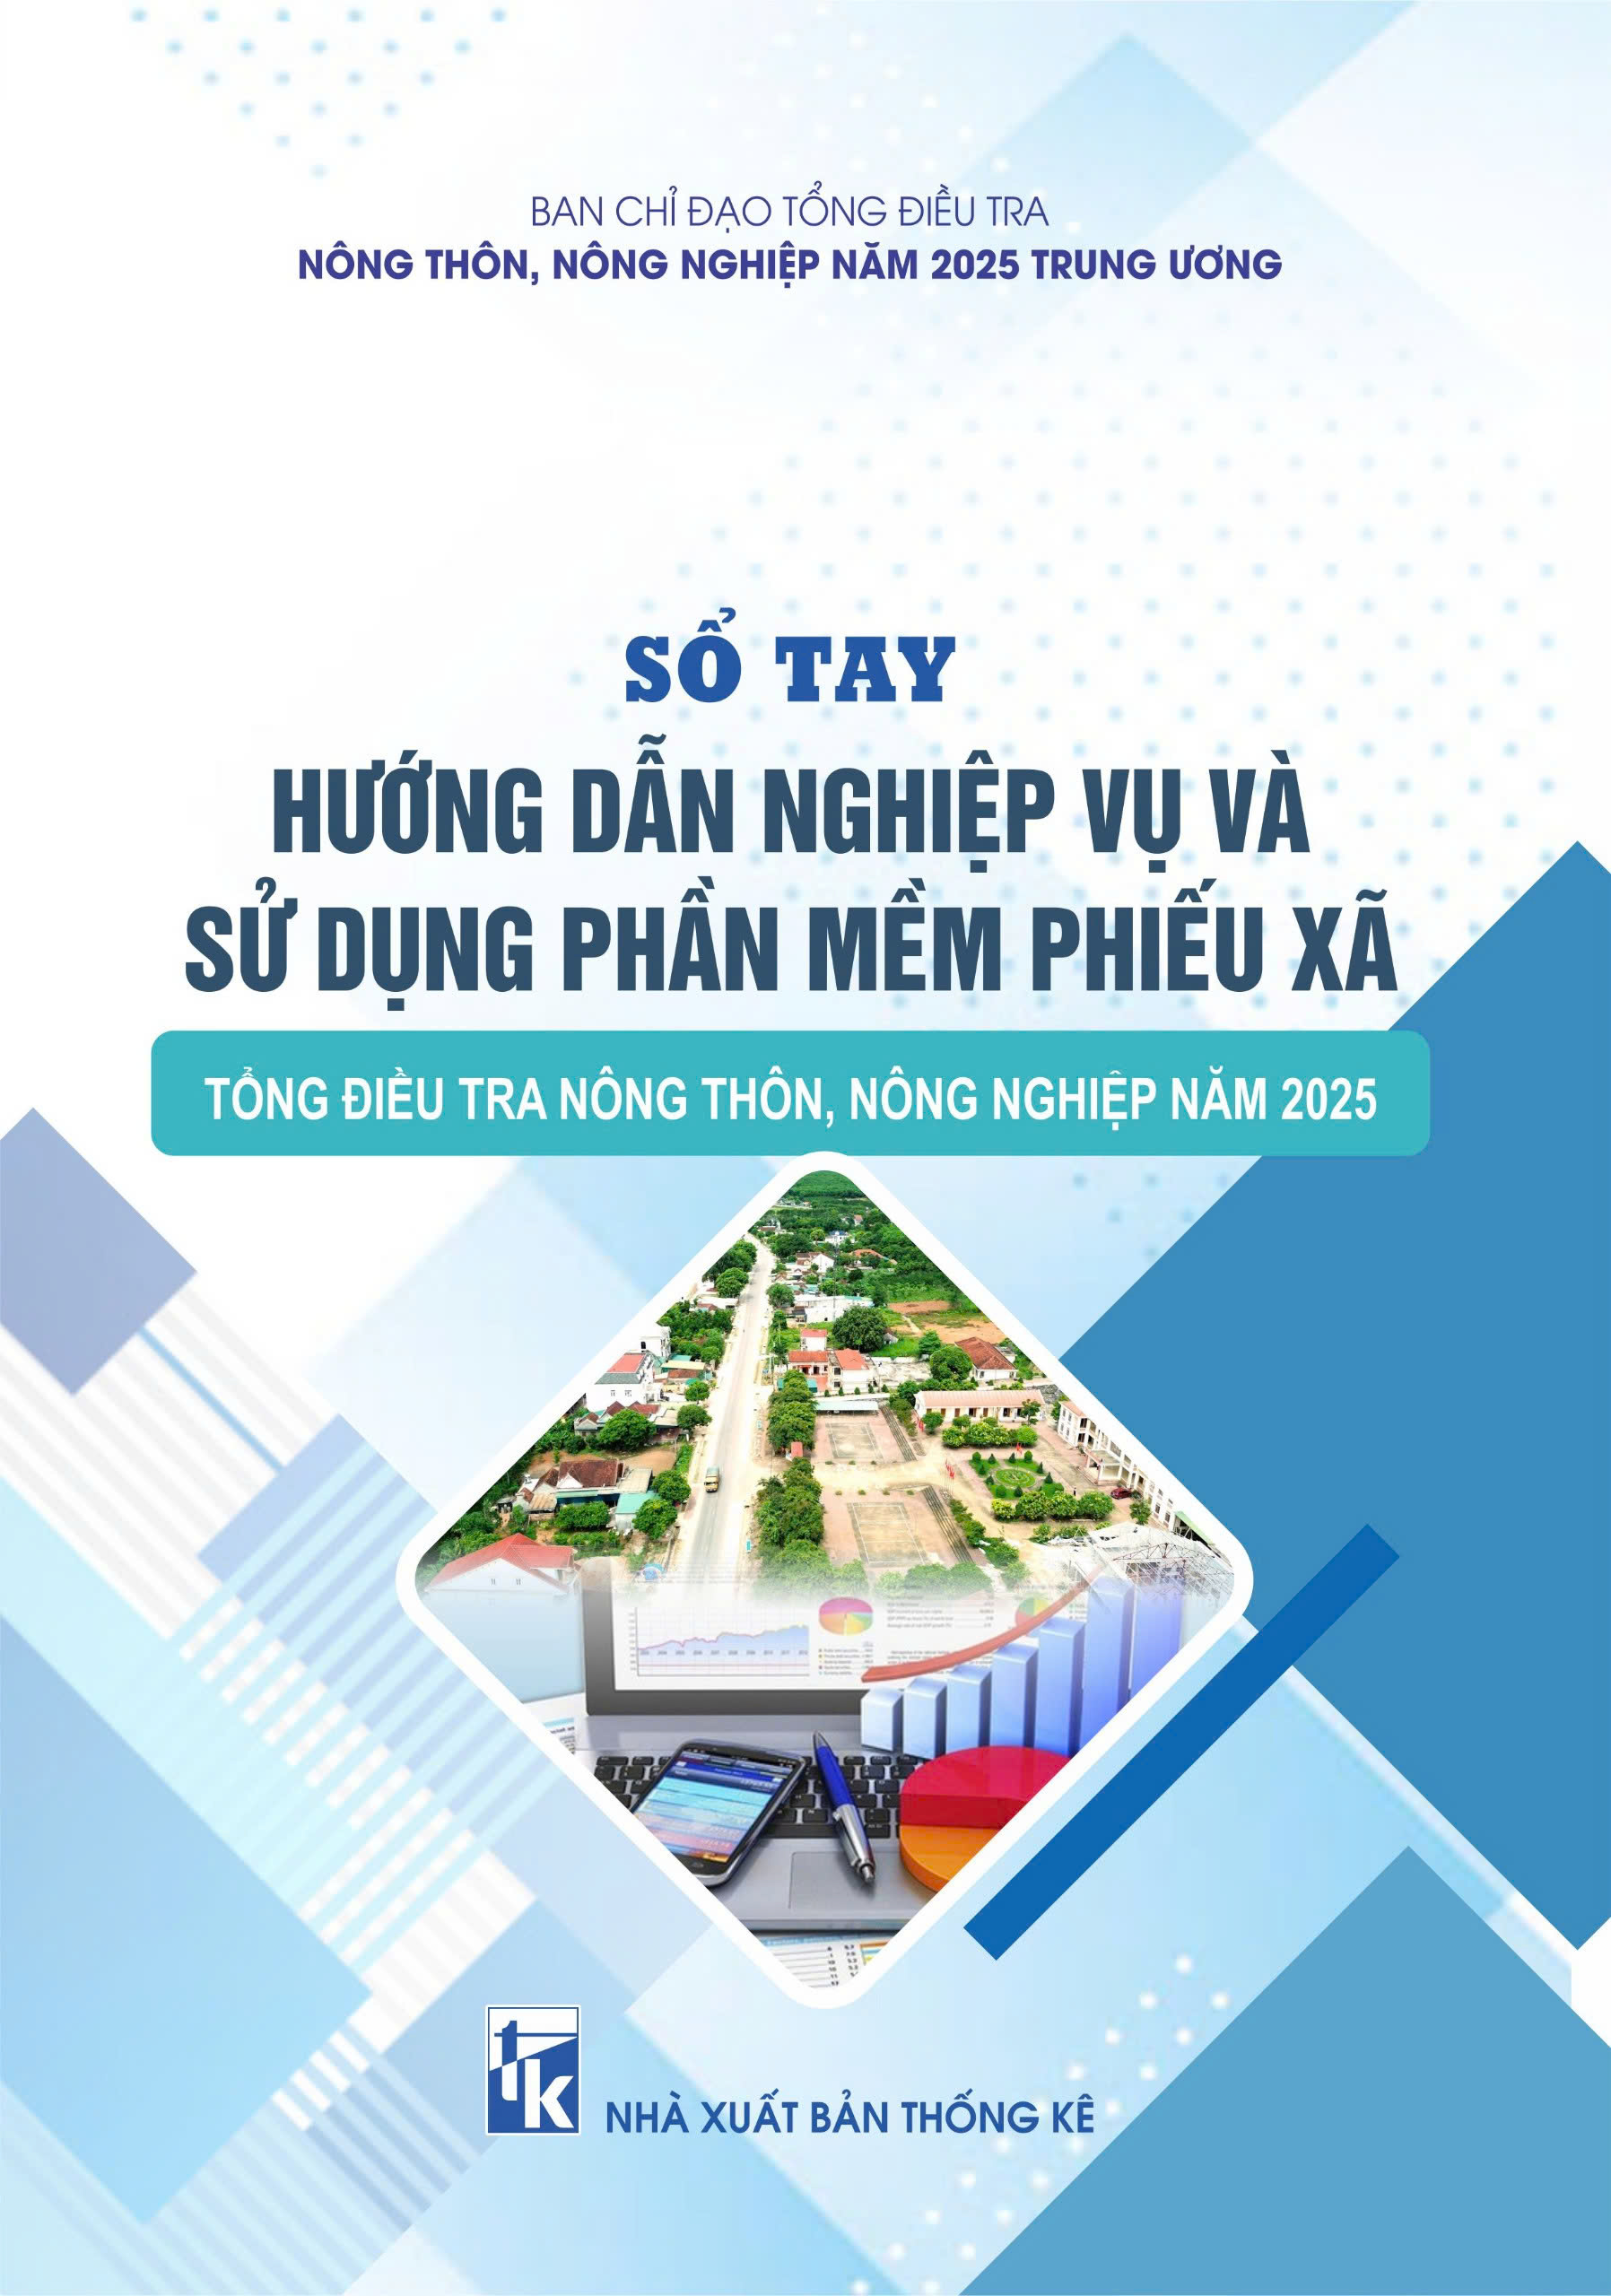 BAN CHỈ ĐẠO TỔNG ĐIỀU TRA
NÔNG THÔN, NÔNG NGHIỆP NĂM 2025 TRUNG ƯƠNG
SỔ TAY
HƯỚNG DẪN NGHIỆP VỤ VÀ
SỬ DỤNG PHẦN MỀM PHIẾU XÃ
TỔNG ĐIỀU TRA NÔNG THÔN, NÔNG NGHIỆP NĂM 2025
tk
NHÀ XUẤT BẢN THỐNG KÊ